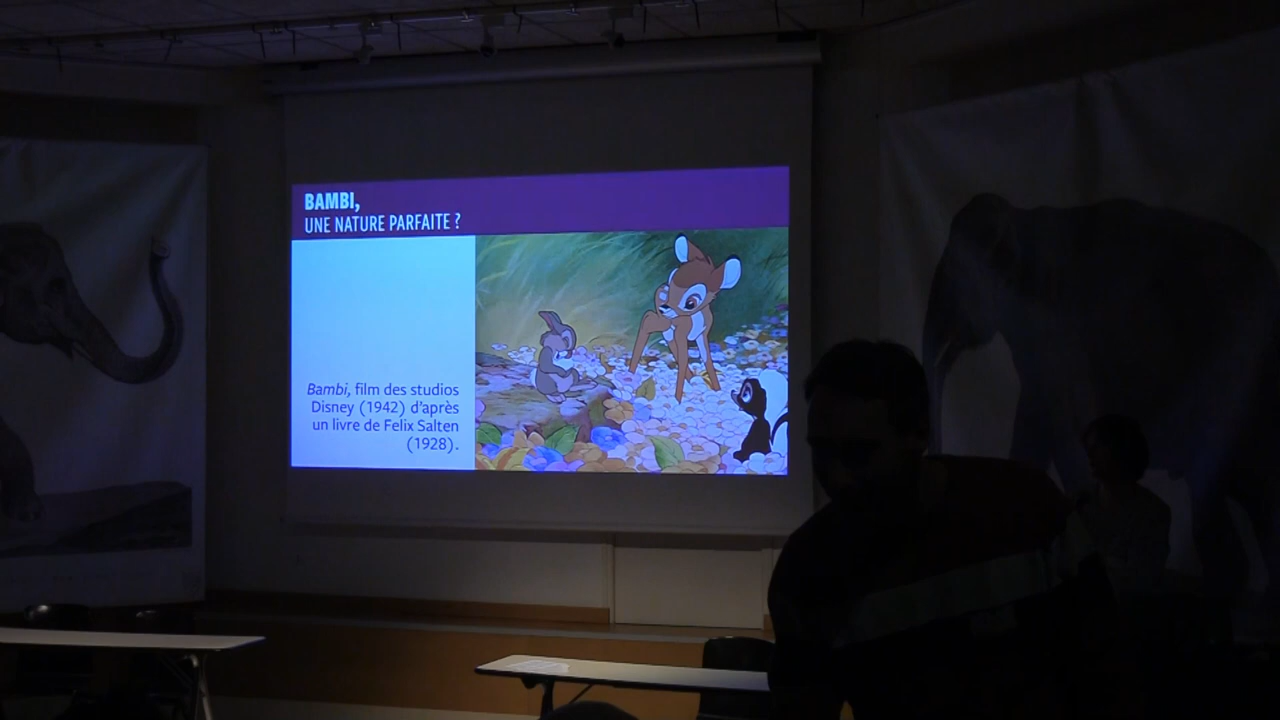 BAMBI,
UNE NATURE PARFAITE ?
Bambi, film des studios
Disney (1942) d'après
un livre de Felix Salten
(1928).